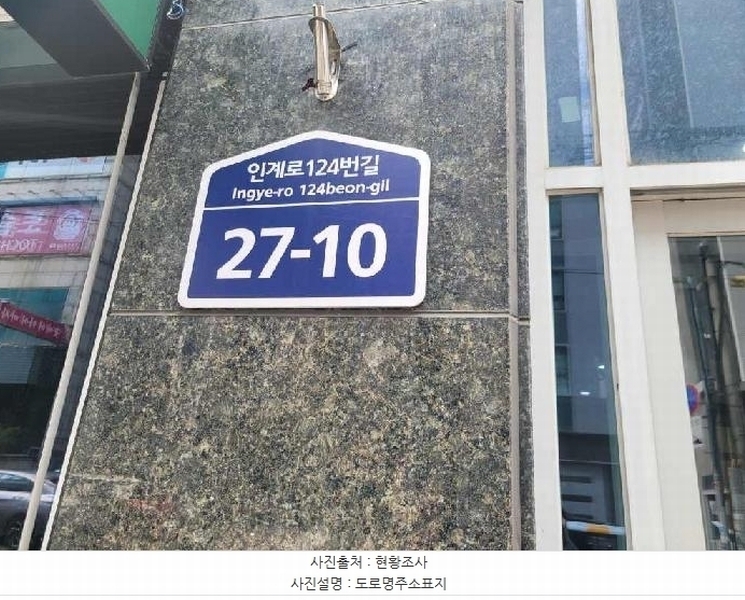 인계로124번길
Ingye-ro 124beon-gil
27-10
사진출처 : 현황조사
사진설명 : 도로명주소표지